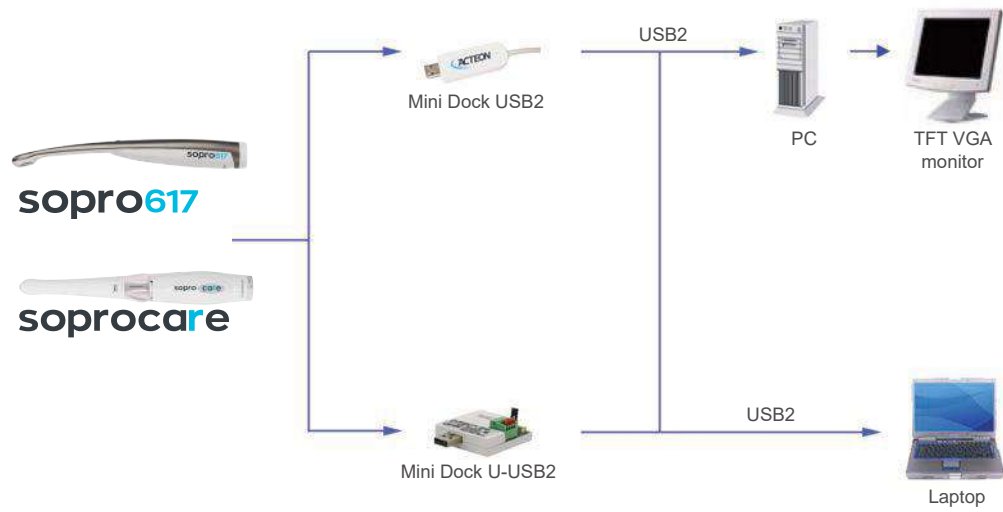 USB2
ACTEON
Mini Dock USB2
PC
TFT VGA
monitor
sopro617
sopro617
sopro care
soprocare
USB2
Mini Dock U-USB2
Laptop